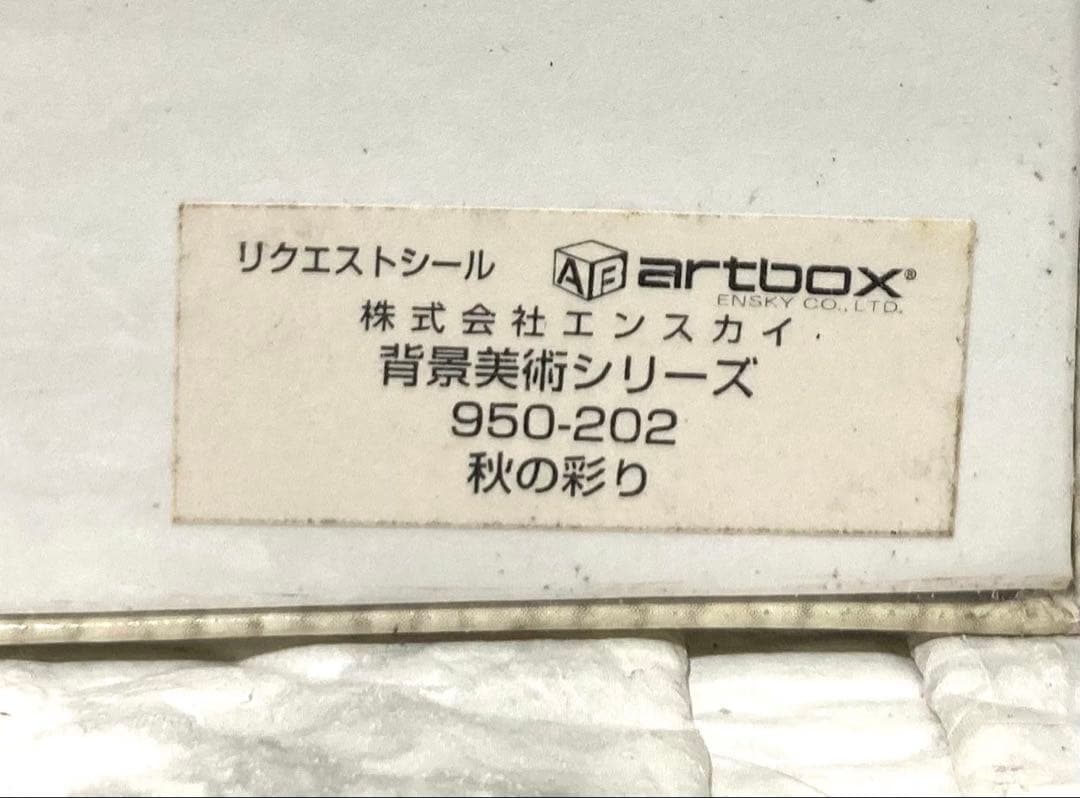 リクエストシール AF artbox®
ENSKY CO.,LTD.
株式会社エンスカイ
背景美術シリーズ
950-202
秋の彩り